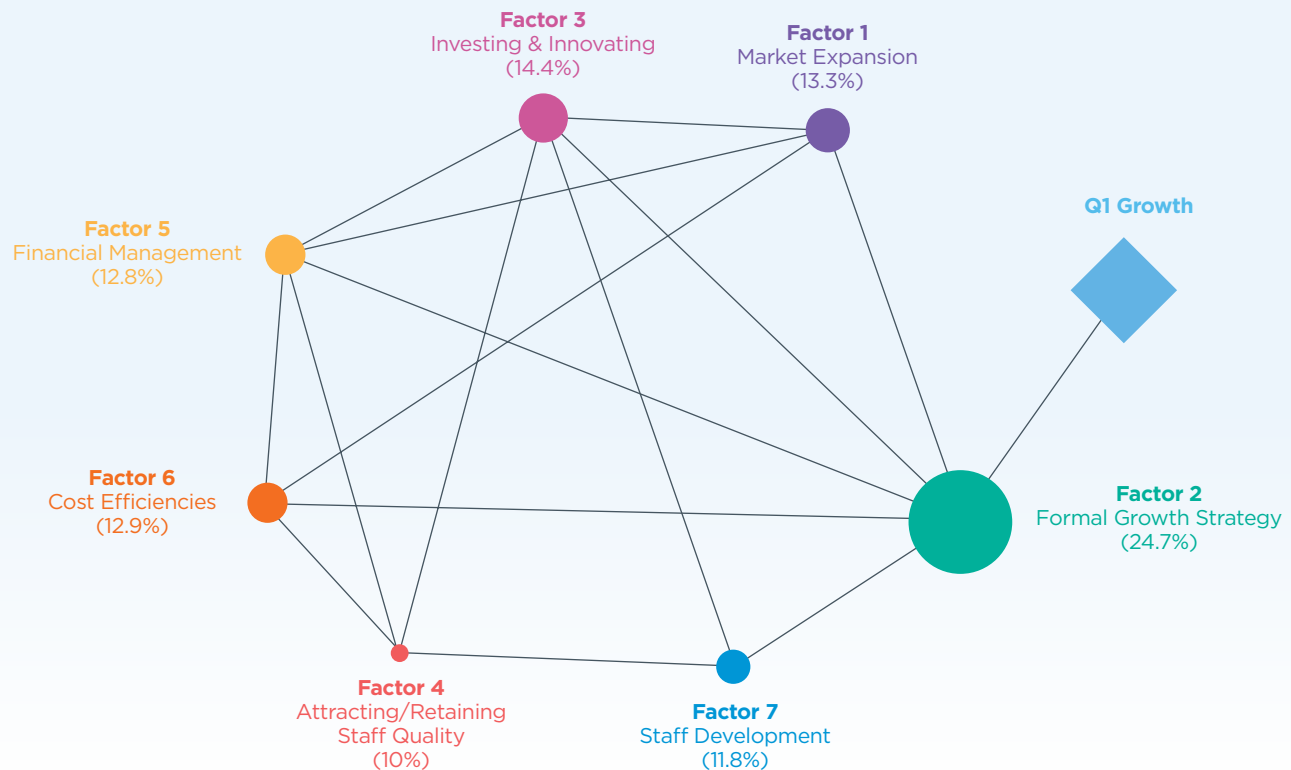 Factor 3
Investing & Innovating
(14.4%)
Factor 1
Market Expansion
(13.3%)
Q1 Growth
Factor 5
Financial Management
(12.8%)
Factor 6
Cost Efficiencies
(12.9%)
Factor 2
Formal Growth Strategy
(24.7%)
Factor 4
Attracting/Retaining
Staff Quality
(10%)
Factor 7
Staff Development
(11.8%)